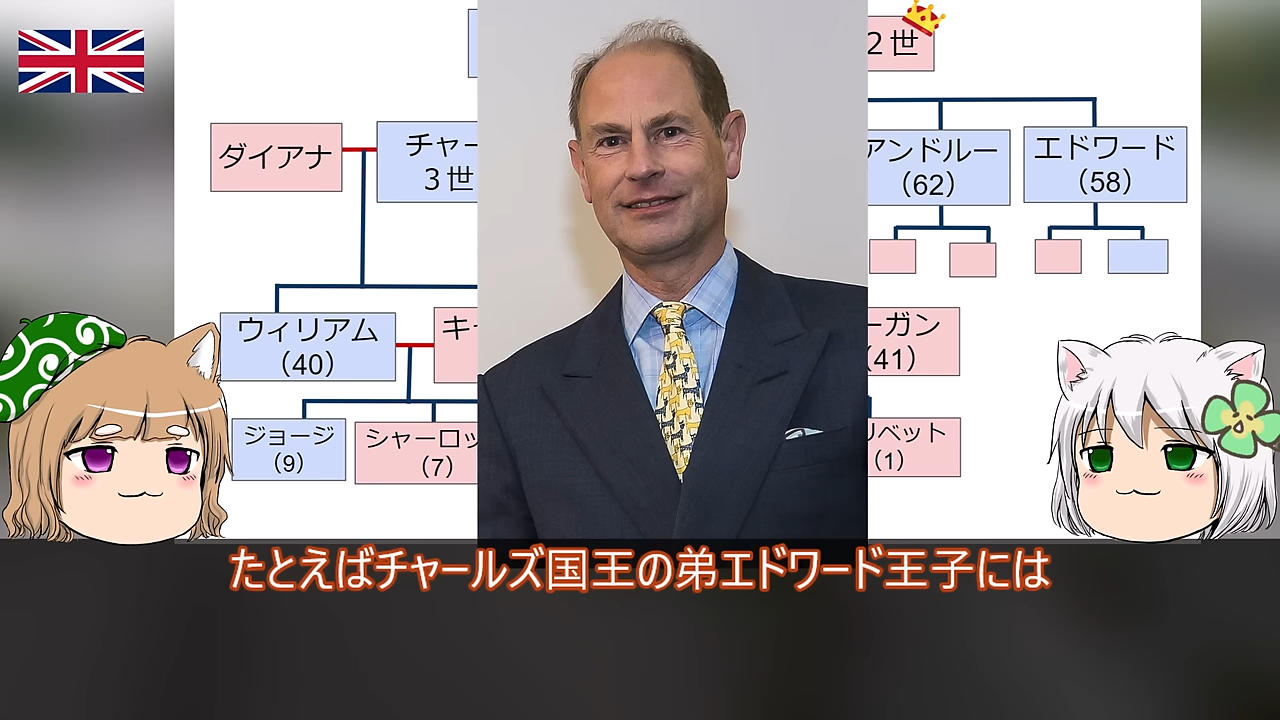 ２世
ダイアナ
チャー
３世
アンドルー
（62）
エドワード
（58）
ウィリアム
（40）
キ
ーガン
（41）
ジョージ
（9）
シャーロッ
（7）
リベット
（1）
たとえばチャールズ国王の弟エドワード王子には